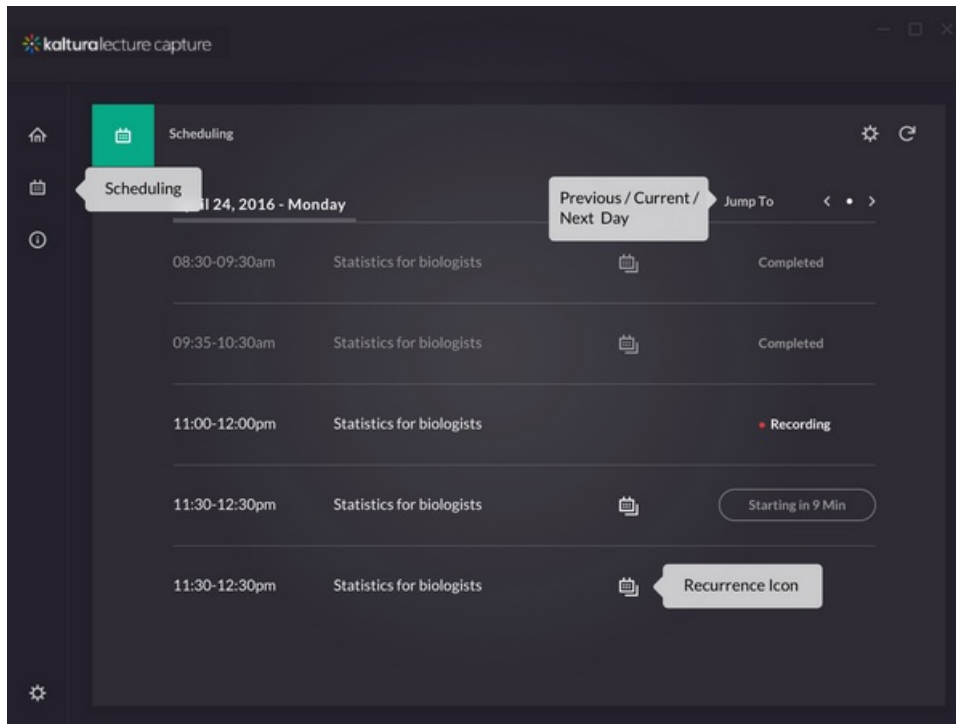 kalturalecture capture
Scheduling
Scheduling
il 24, 2016 - Monday
Previous / Current /
Next Day
Jump To
08:30-09:30am Statistics for biologists Completed
09:35-10:30am Statistics for biologists Completed
11:00-12:00pm Statistics for biologists Recording
11:30-12:30pm Statistics for biologists Starting in 9 Min
11:30-12:30pm Statistics for biologists Recurrence Icon